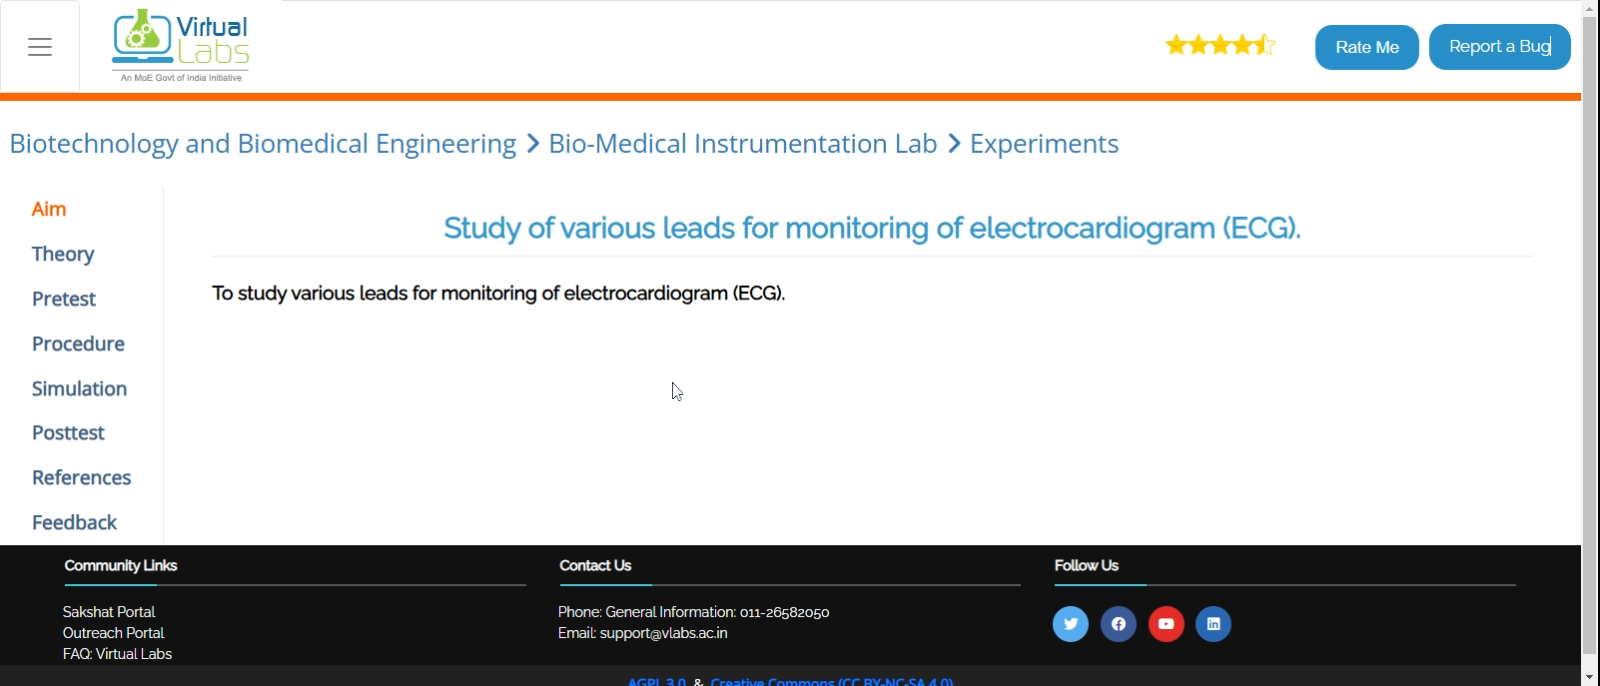 Virtual
Labs
An MoE Govt of India Initiative
Rate Me
Report a Bug
Biotechnology and Biomedical Engineering > Bio-Medical Instrumentation Lab > Experiments
Aim
Theory
Pretest
Procedure
Simulation
Posttest
References
Feedback
Study of various leads for monitoring of electrocardiogram (ECG).
To study various leads for monitoring of electrocardiogram (ECG).
Community Links
Sakshat Portal
Outreach Portal
FAQ: Virtual Labs
Contact Us
Phone: General Information: 011-26582050
Email: support@vlabs.ac.in
Follow Us
AGPL 3.0 & Creative Commons (CC BY-NC-SA 4.0)